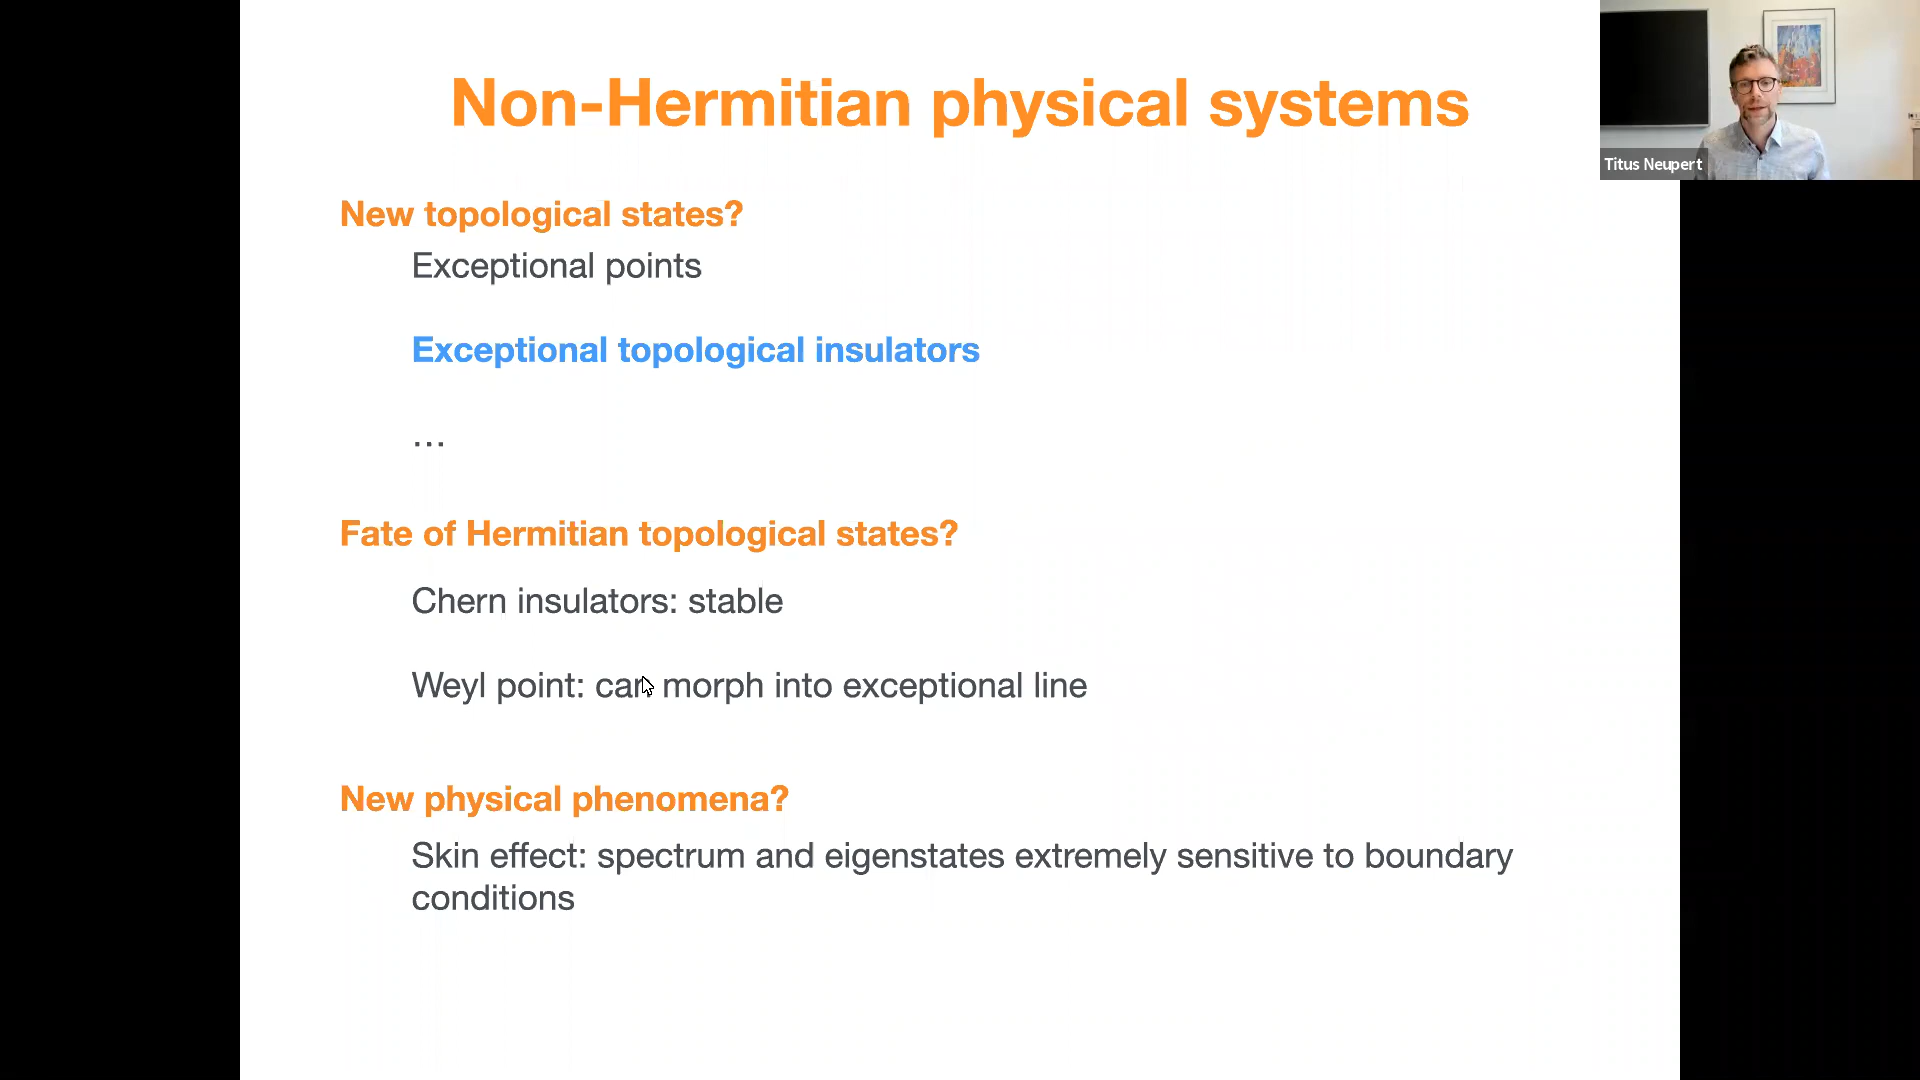 Non-Hermitian physical systems
Titus Neupert
New topological states?
Exceptional points
Exceptional topological insulators
...
Fate of Hermitian topological states?
Chern insulators: stable
Weyl point: can morph into exceptional line
New physical phenomena?
Skin effect: spectrum and eigenstates extremely sensitive to boundary
conditions